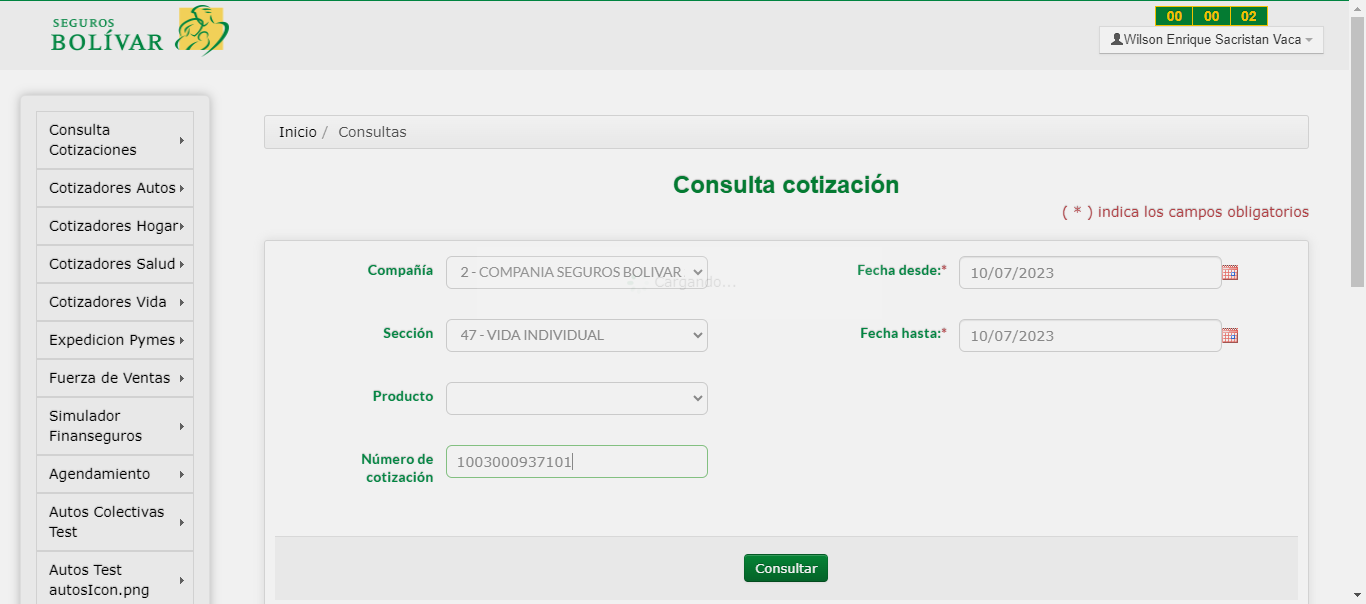 SEGUROS
BOLÍVAR
00 00 02
Wilson Enrique Sacristan Vaca
Consulta
Cotizaciones
Cotizadores Autos
Cotizadores Hogar
Cotizadores Salud
Cotizadores Vida
Expedicion Pymes
Fuerza de Ventas
Simulador
Finanseguros
Agendamiento
Autos Colectivas
Test
Autos Test
autosIcon.png
Inicio / Consultas
Consulta cotización
( * ) indica los campos obligatorios
Compañía 2 - COMPANIA SEGUROS BOLIVAR Fecha desde:* 10/07/2023
Cargando...
Sección 47 - VIDA INDIVIDUAL Fecha hasta:* 10/07/2023
Producto
Número de
cotización 1003000937101
Consultar